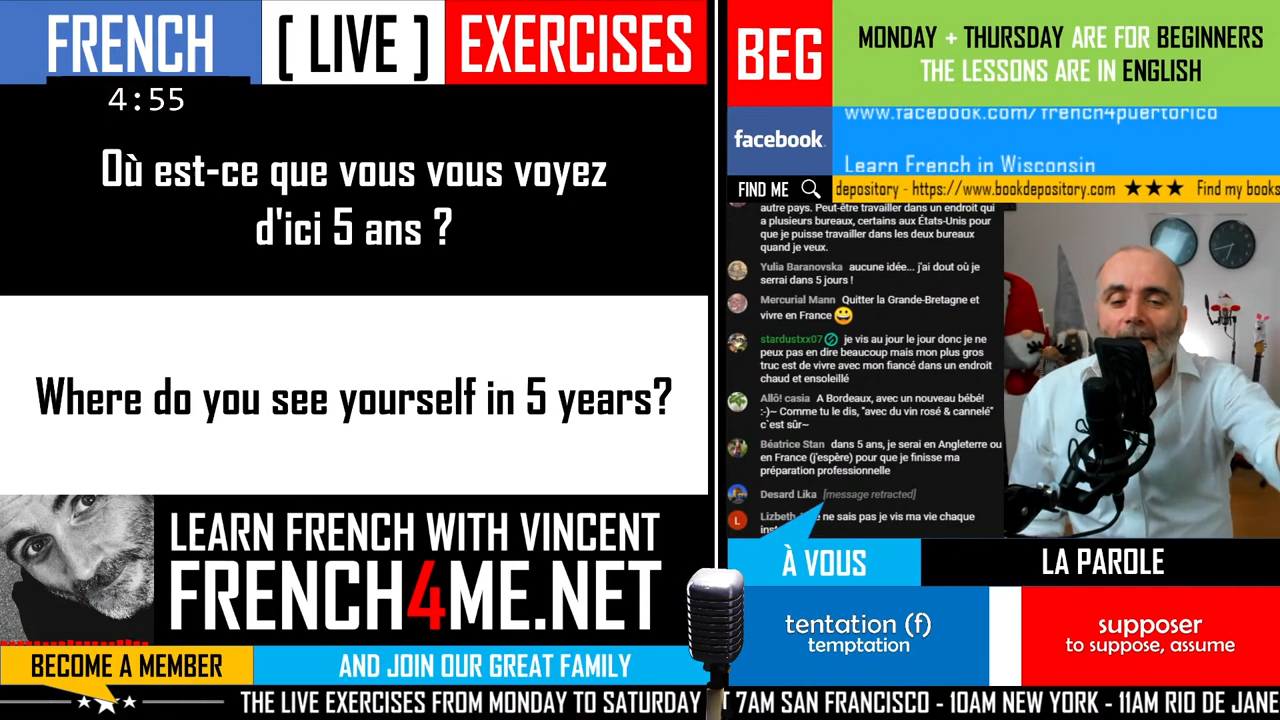 FRENCH [ LIVE ] EXERCISES
4:55
Où est-ce que vous vous voyez
d'ici 5 ans ?
Where do you see yourself in 5 years?
LEARN FRENCH WITH VINCENT
FRENCH4ME.NET
BECOME A MEMBER
AND JOIN OUR GREAT FAMILY
BEG
MONDAY + THURSDAY ARE FOR BEGINNERS
THE LESSONS ARE IN ENGLISH
facebook.
www.facebook.com/french4puertorico
Learn French in Wisconsin
FIND ME
depository - https://www.bookdepository.com ★★★ Find my books
autre pays. Peut-être travailler dans un endroit qui
a plusieurs bureaux, certains aux États-Unis pour
que je puisse travailler dans les deux bureaux
quand je veux.
Yulia Baranovska aucune idée... j'ai dout où je
serrai dans 5 jours !
Mercurial Mann Quitter la Grande-Bretagne et
vivre en France 😀
stardustxx07 je vis au jour le jour donc je ne
peux pas en dire beaucoup mais mon plus gros
truc est de vivre avec mon fiancé dans un endroit
chaud et ensoleillé
Allô! casia A Bordeaux, avec un nouveau bébé!
:-)~ Comme tu le dis, "avec du vin rosé & cannelé"
c`est sûr~
Béatrice Stan dans 5 ans, je serai en Angleterre ou
en France (j'espère) pour que je finisse ma
préparation professionnelle
Desard Lika [message retracted]
L
Lizbeth ne sais pas je vis ma vie chaque
À VOUS
LA PAROLE
tentation (f)
temptation
supposer
to suppose, assume
THE LIVE EXERCISES FROM MONDAY TO SATURDAY T 7AM SAN FRANCISCO - 10AM NEW YORK - 11AM RIO DE JANE